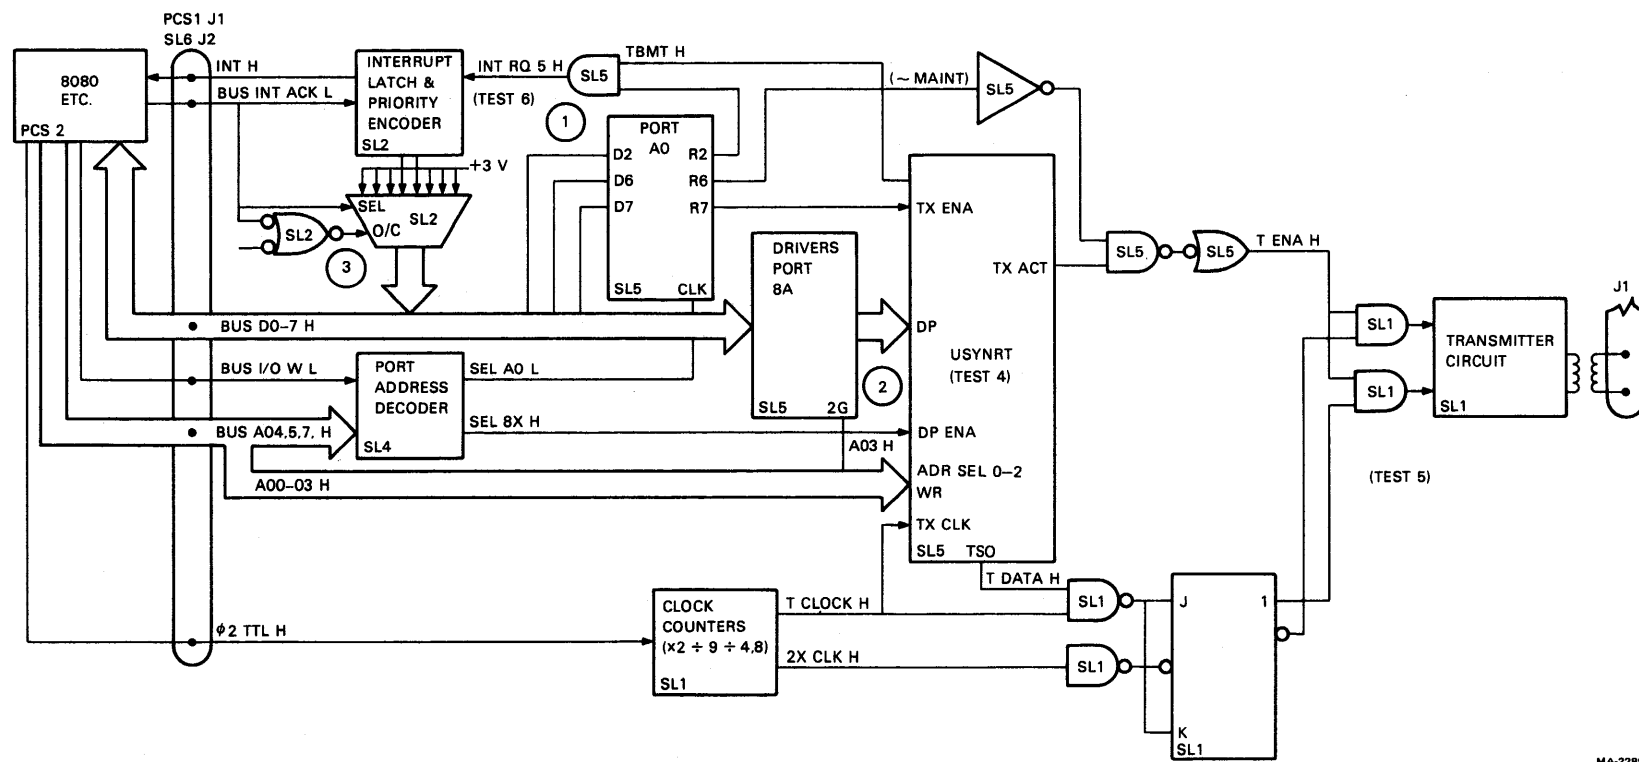 PCS1 J1
SL6 J2
8080
ETC.
PCS 2
INT H
BUS INT ACK L
INTERRUPT
LATCH &
PRIORITY
ENCODER
SL2
INT RQ 5 H
(TEST 6)
SL5
TBMT H
1
+3 V
SEL
SL2
O/C
SL2
3
PORT
A0
D2
R2
D6
R6
D7
R7
SL5
CLK
(~ MAINT)
SL5
TX ENA
TX ACT
DP
USYNRT
(TEST 4)
DP ENA
ADR SEL 0-2
WR
TX CLK
SL5
TSO
DRIVERS
PORT
8A
SL5
2G
2
A03 H
BUS D0-7 H
BUS I/O W L
PORT
ADDRESS
DECODER
SL4
SEL A0 L
SEL 8X H
BUS A04,5,7, H
A00-03 H
SL5
SL5
T ENA H
SL1
SL1
TRANSMITTER
CIRCUIT
SL1
J1
(TEST 5)
T DATA H
SL1
T CLOCK H
CLOCK
COUNTERS
(×2 ÷ 9 ÷ 4,8)
SL1
ϕ2 TTL H
2X CLK H
SL1
J
1
K
SL1